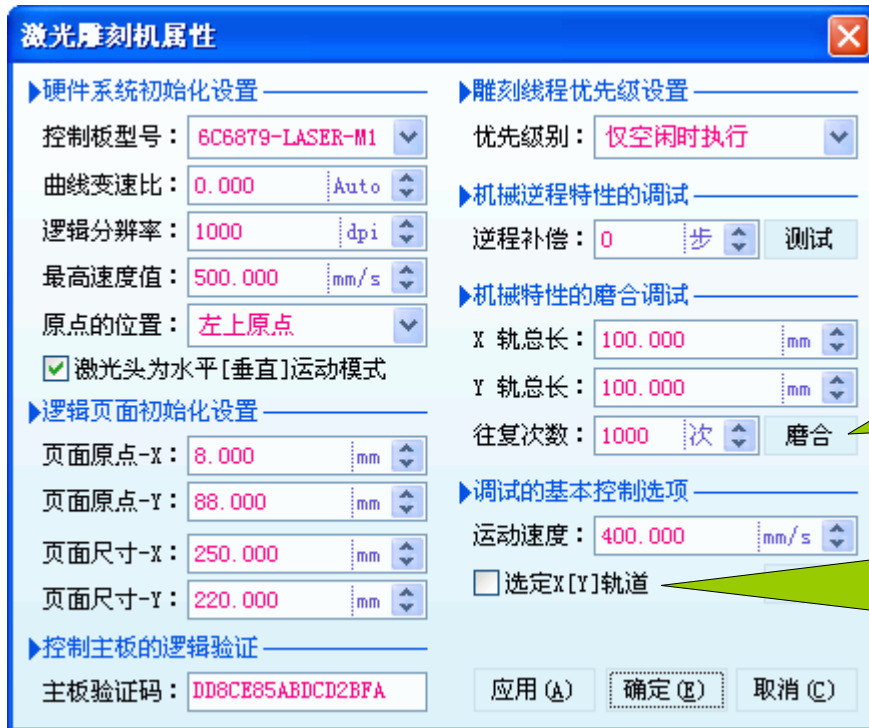 激光雕刻机属性
▶硬件系统初始化设置
控制板型号: 6C6879-LASER-M1
曲线变速比: 0.000 Auto
逻辑分辨率: 1000 dpi
最高速度值: 500.000 mm/s
原点的位置: 左上原点
激光头为水平[垂直]运动模式
▶逻辑页面初始化设置
页面原点-X: 8.000 mm
页面原点-Y: 88.000 mm
页面尺寸-X: 250.000 mm
页面尺寸-Y: 220.000 mm
▶控制主板的逻辑验证
主板验证码: DD8CE85ABDCD2BFA
▶雕刻线程优先级设置
优先级别: 仅空闲时执行
▶机械逆程特性的调试
逆程补偿: 0 步 测试
▶机械特性的磨合调试
X 轨总长: 100.000 mm
Y 轨总长: 100.000 mm
往复次数: 1000 次 磨合
▶调试的基本控制选项
运动速度: 400.000 mm/s
选定X[Y]轨道
应用(A) 确定(E) 取消(C)